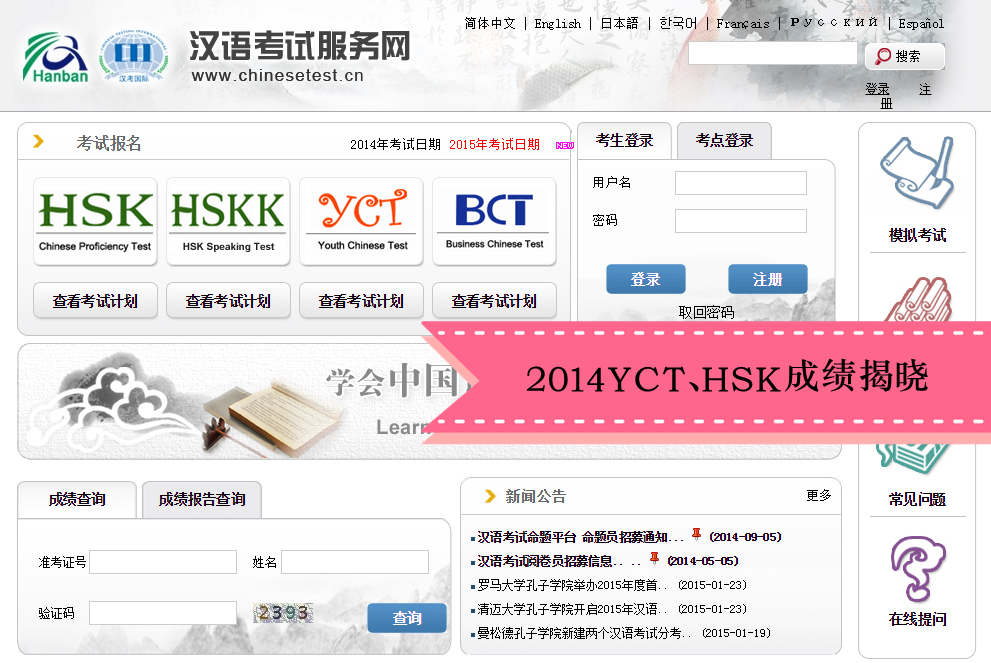 简体中文 | English | 日本語 | 한국어 | Français | Русский | Español
Hanban
汉考国际
汉语考试服务网
www.chinesetest.cn
搜索
登录 注册
考试报名
2014年考试日期 2015年考试日期 NEW
HSK
Chinese Proficiency Test
HSKK
HSK Speaking Test
YCT
Youth Chinese Test
BCT
Business Chinese Test
查看考试计划 查看考试计划 查看考试计划 查看考试计划
考生登录 考点登录
用户名
密码
登录 注册
取回密码
模拟考试
2014YCT、HSK成绩揭晓
学会中国
Learn
常见问题
在线提问
成绩查询 成绩报告查询
准考证号 姓名
验证码 2393 查询
新闻公告 更多
汉语考试命题平台 命题员招募通知... (2014-09-05)
汉语考试阅卷员招募信息.. .. (2014-05-05)
罗马大学孔子学院举办2015年度首.. (2015-01-23)
清迈大学孔子学院开启2015年汉语.. (2015-01-23)
曼松德孔子学院新建两个汉语考试分考.. (2015-01-19)